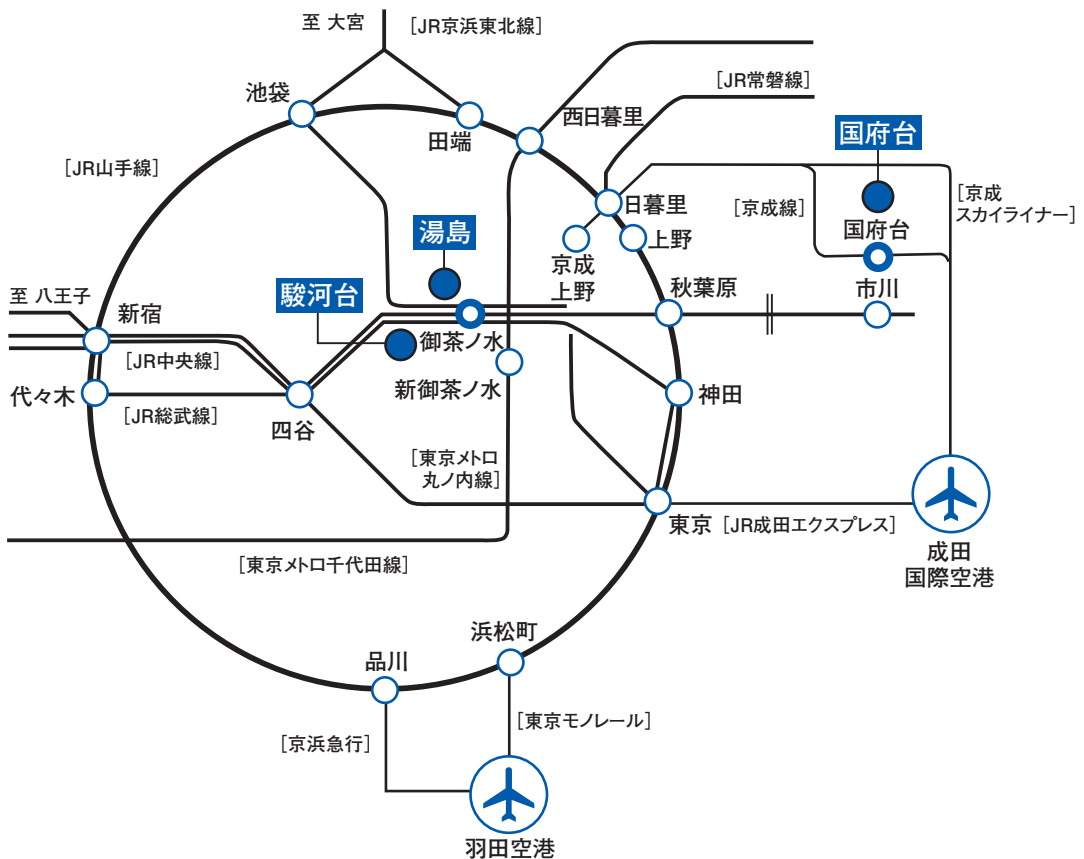 至 大宮
［JR京浜東北線］
池袋
田端
西日暮里
［JR常磐線］
国府台
［JR山手線］
日暮里
［京成線］
国府台
［京成
スカイライナー］
湯島
上野
京成
上野
駿河台
秋葉原
市川
至 八王子
新宿
御茶ノ水
［JR中央線］
新御茶ノ水
代々木
［JR総武線］
四谷
神田
［東京メトロ
丸ノ内線］
東京
［JR成田エクスプレス］
成田
国際空港
［東京メトロ千代田線］
浜松町
品川
［東京モノレール］
［京浜急行］
羽田空港